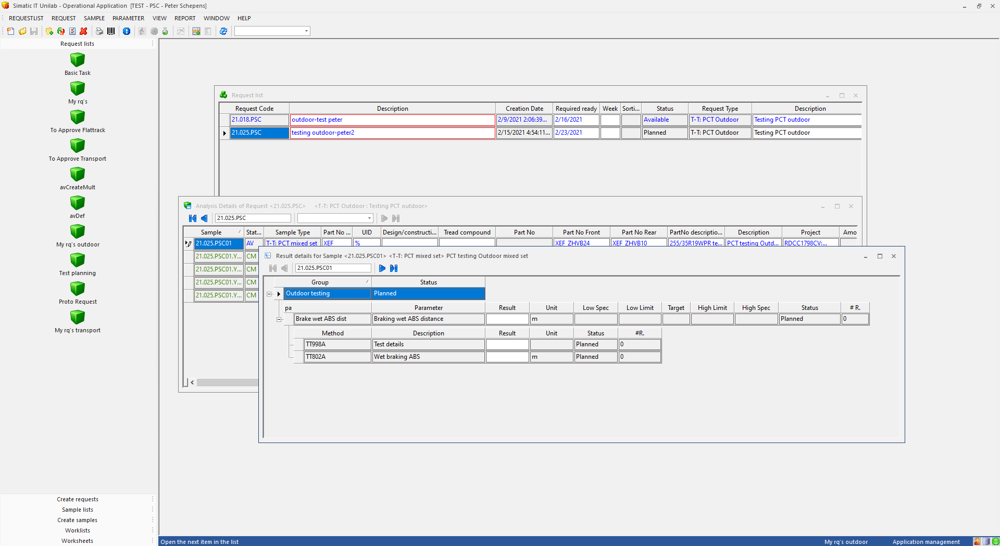 Simatic IT Unilab - Operational Application [TEST - PSC - Peter Schepens]
REQUESTLIST REQUEST SAMPLE PARAMETER VIEW REPORT WINDOW HELP
Request lists
Basic Task
My rq's
To Approve Flattrack
To Approve Transport
avCreateMult
avDef
My rq's outdoor
Test planning
Proto Request
My rq's transport
Create requests
Sample lists
Create samples
Worklists
Worksheets
Request list
Request Code Description Creation Date Required ready Week Sorti... Status Request Type Description
21.018.PSC outdoor-test peter 2/9/2021 2:06:39... 2/16/2021 Available T-T: PCT Outdoor Testing PCT outdoor
21.025.PSC testing outdoor-peter2 2/15/2021 4:54:11... 2/23/2021 Planned T-T: PCT Outdoor Testing PCT outdoor
Analysis Details of Request <21.025.PSC> <T-T: PCT Outdoor : Testing PCT outdoor>
21.025.PSC
Sample Stat... Sample Type Part No ... UID Design/constructi... Tread compound Part No Part No Front Part No Rear PartNo descriptio... Description Project Amo
21.025.PSC01 AV T-T: PCT mixed set XEF % XEF_ZHVB24 XEF_ZHVB10 255/35R19WPR te... PCT testing Outd... RDCC1798CV:...
21.025.PSC01.Y... CM
21.025.PSC01.Y... CM
21.025.PSC01.Y... CM
21.025.PSC01.Y... CM
Result details for Sample <21.025.PSC01> <T-T: PCT mixed set> PCT testing Outdoor mixed set
21.025.PSC01
Group Status
Outdoor testing Planned
pa Parameter Result Unit Low Spec Low Limit Target High Limit High Spec Status # R.
Brake wet ABS dist Braking wet ABS distance m Planned 0
Method Description Result Unit Status #R.
TT998A Test details Planned 0
TT802A Wet braking ABS m Planned 0
Open the next item in the list My rq's outdoor Application management